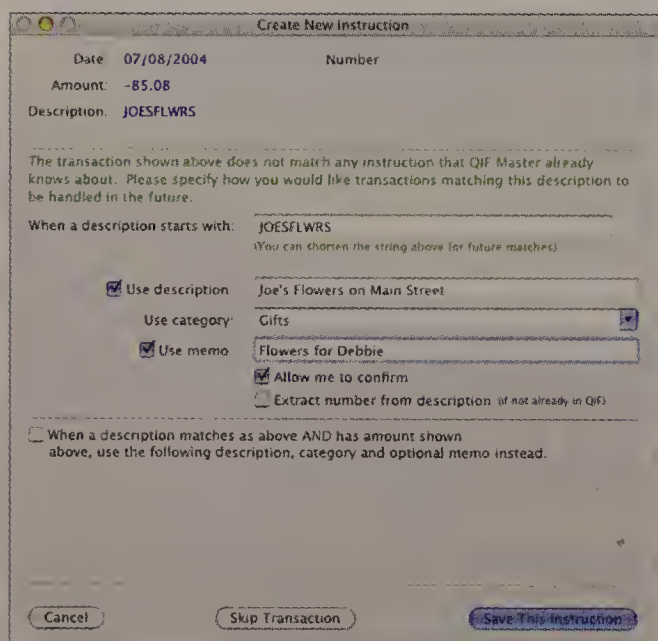 Create New Instruction
Date 07/08/2004 Number
Amount: -85.08
Description. JOESFLWRS
The transaction shown above does not match any instruction that QIF Master already
knows about. Please specify how you would like transactions matching this description to
be handled in the future.
When a description starts with: JOESFLWRS
(You can shorten the string above for future matches)
Use description Joe's Flowers on Main Street
Use category: Gifts
Use memo Flowers for Debbie
Allow me to confirm
Extract number from description (if not already in QIF)
When a description matches as above AND has amount shown
above, use the following description, category and optional memo instead.
Cancel Skip Transaction Save This Instruction